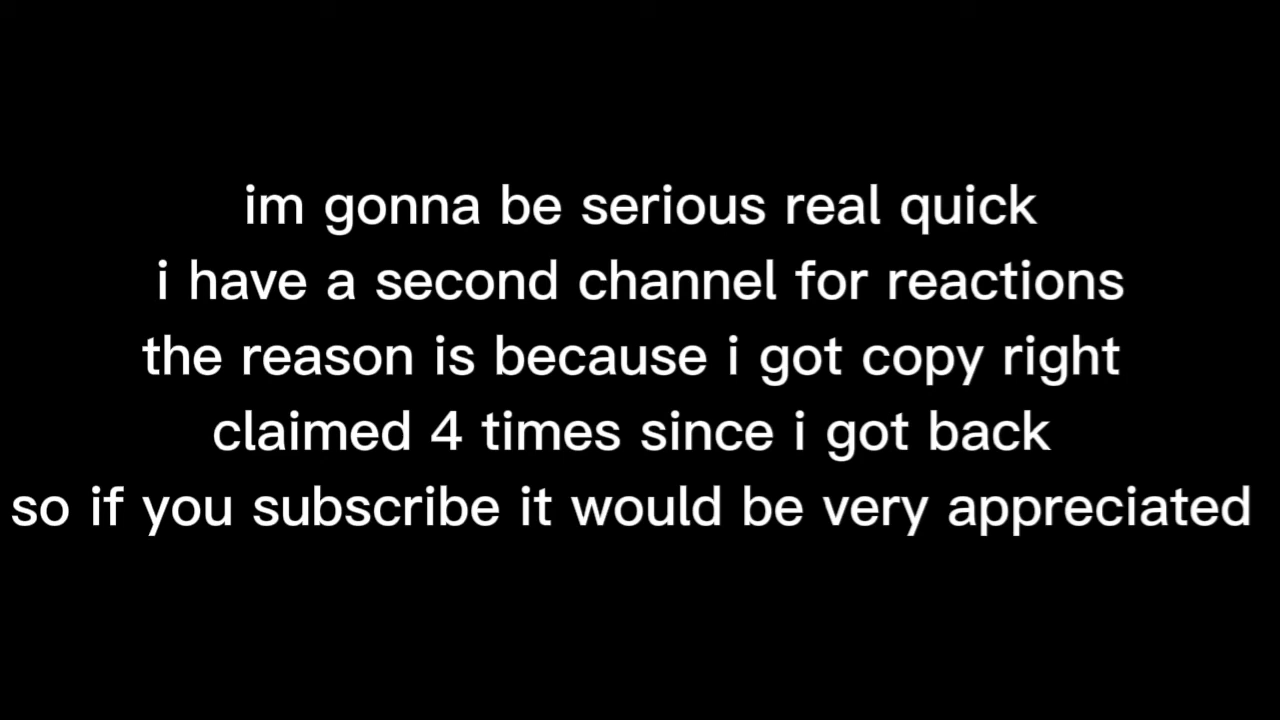 im gonna be serious real quick
i have a second channel for reactions
the reason is because i got copy right
claimed 4 times since i got back
so if you subscribe it would be very appreciated